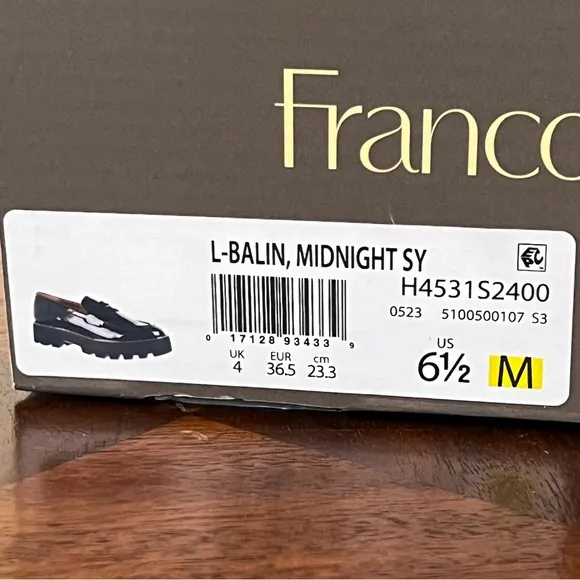 Franco
L-BALIN, MIDNIGHT SY
H4531S2400
0 17128 93433 9
0523 5100500107 S3
UK EUR cm US
4 36.5 23.3 6½ M